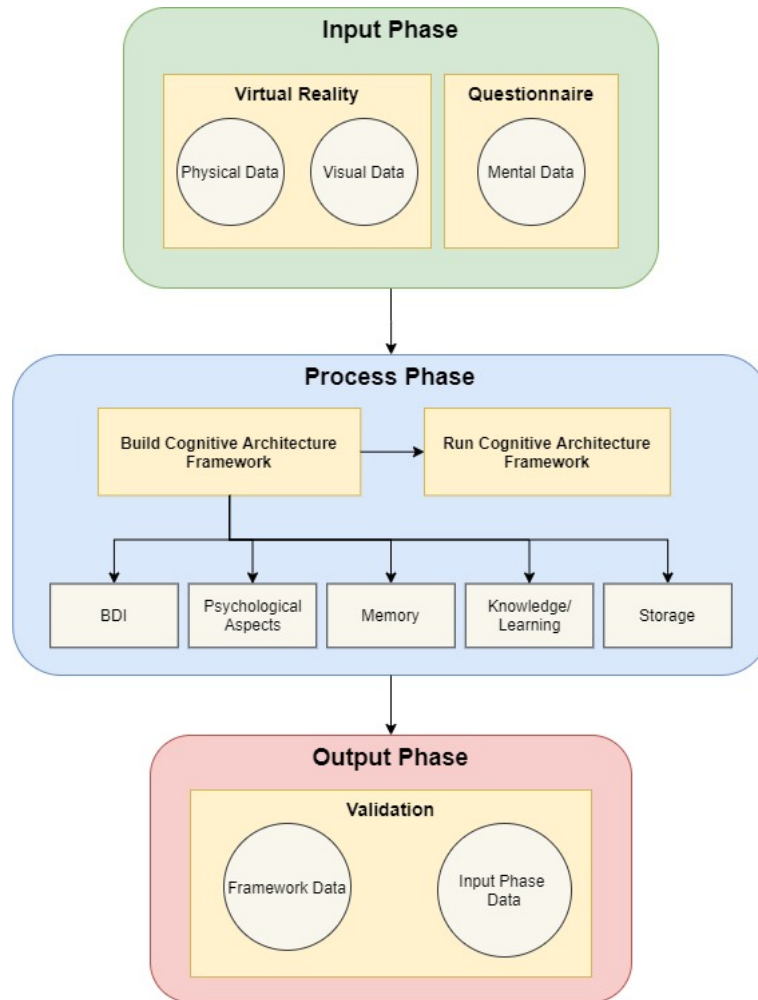 Input Phase
Virtual Reality
Questionnaire
Physical Data
Visual Data
Mental Data
Process Phase
Build Cognitive Architecture
Framework
Run Cognitive Architecture
Framework
BDI
Psychological
Aspects
Memory
Knowledge/
Learning
Storage
Output Phase
Validation
Framework Data
Input Phase
Data